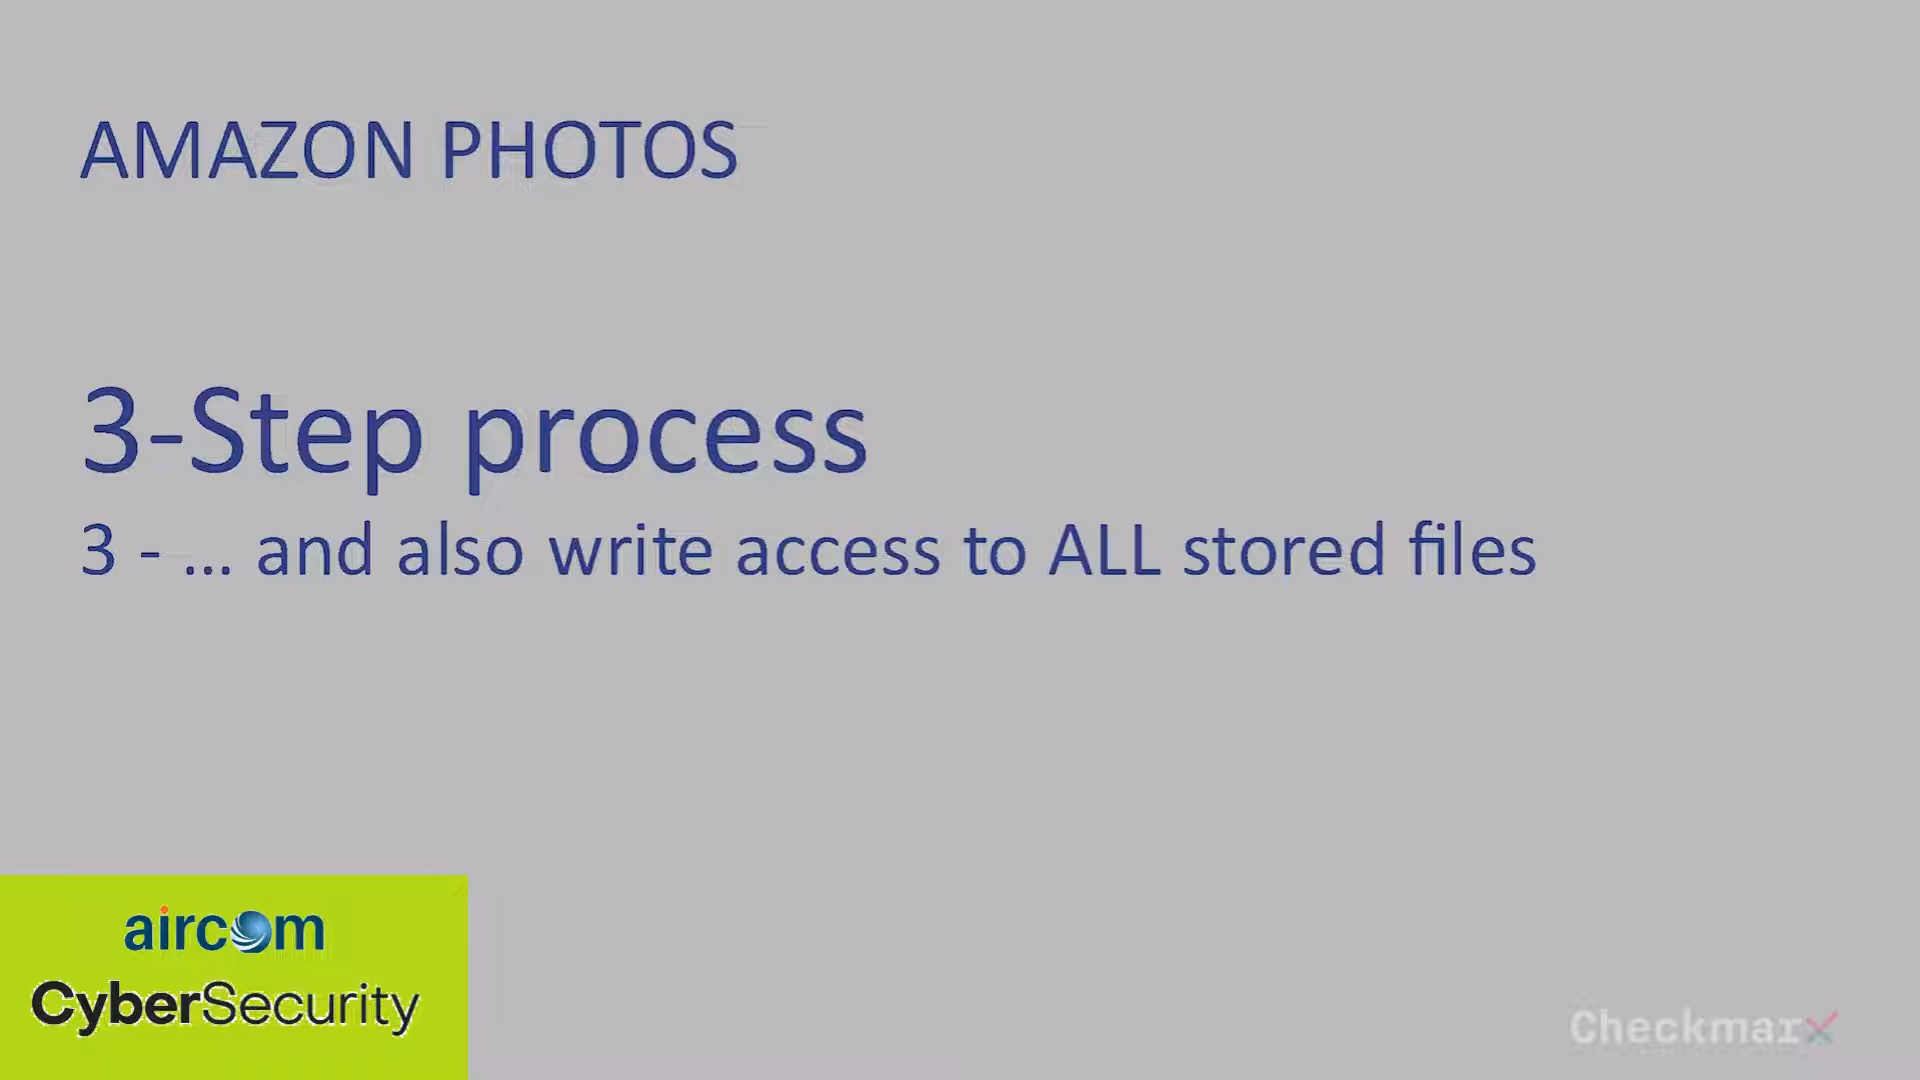 AMAZON PHOTOS
3-Step process
3 - ... and also write access to ALL stored files
aircom
CyberSecurity
Checkmarx